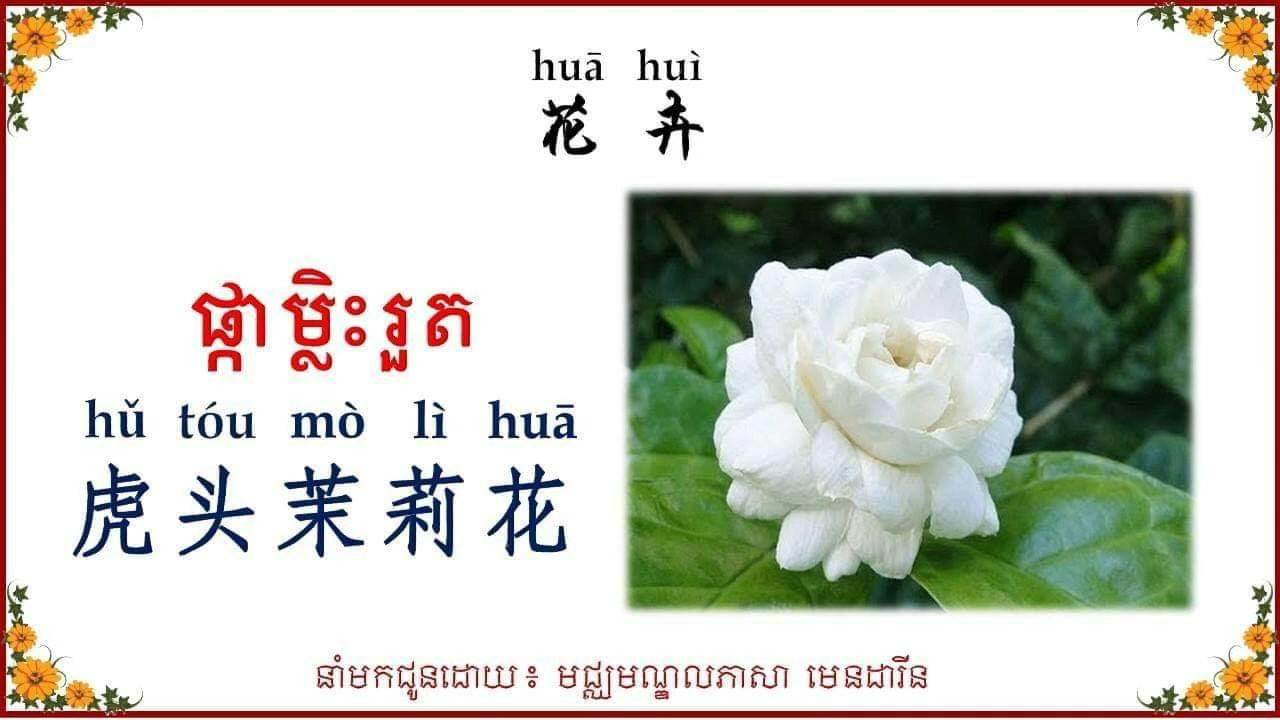 huā huì
花 卉
ផ្កាម្លិះរួត
hǔ tóu mò lì huā
虎头茉莉花
នាំមកជូនដោយ៖ មជ្ឈមណ្ឌលភាសា មេនដារីន